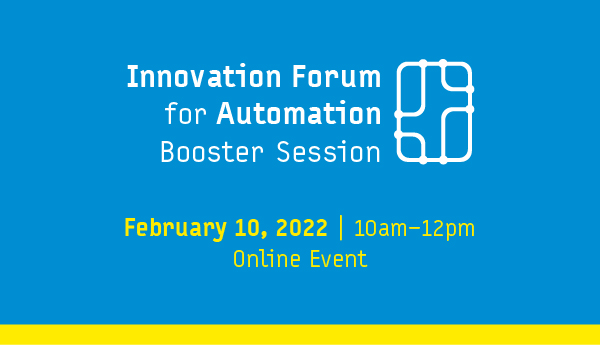 Innovation Forum
for Automation
Booster Session
February 10, 2022 | 10am–12pm
Online Event